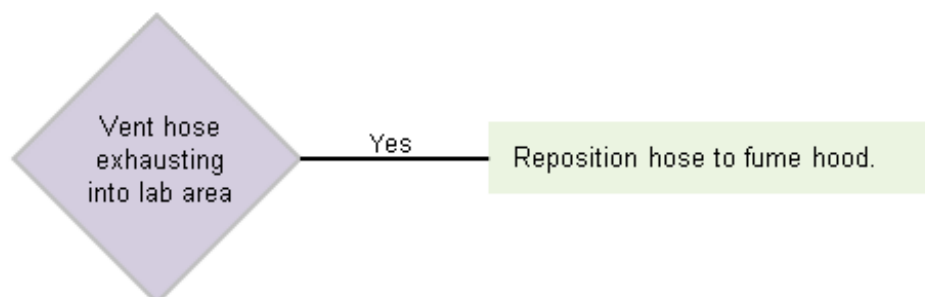 Vent hose
exhausting
into lab area
Yes
Reposition hose to fume hood.